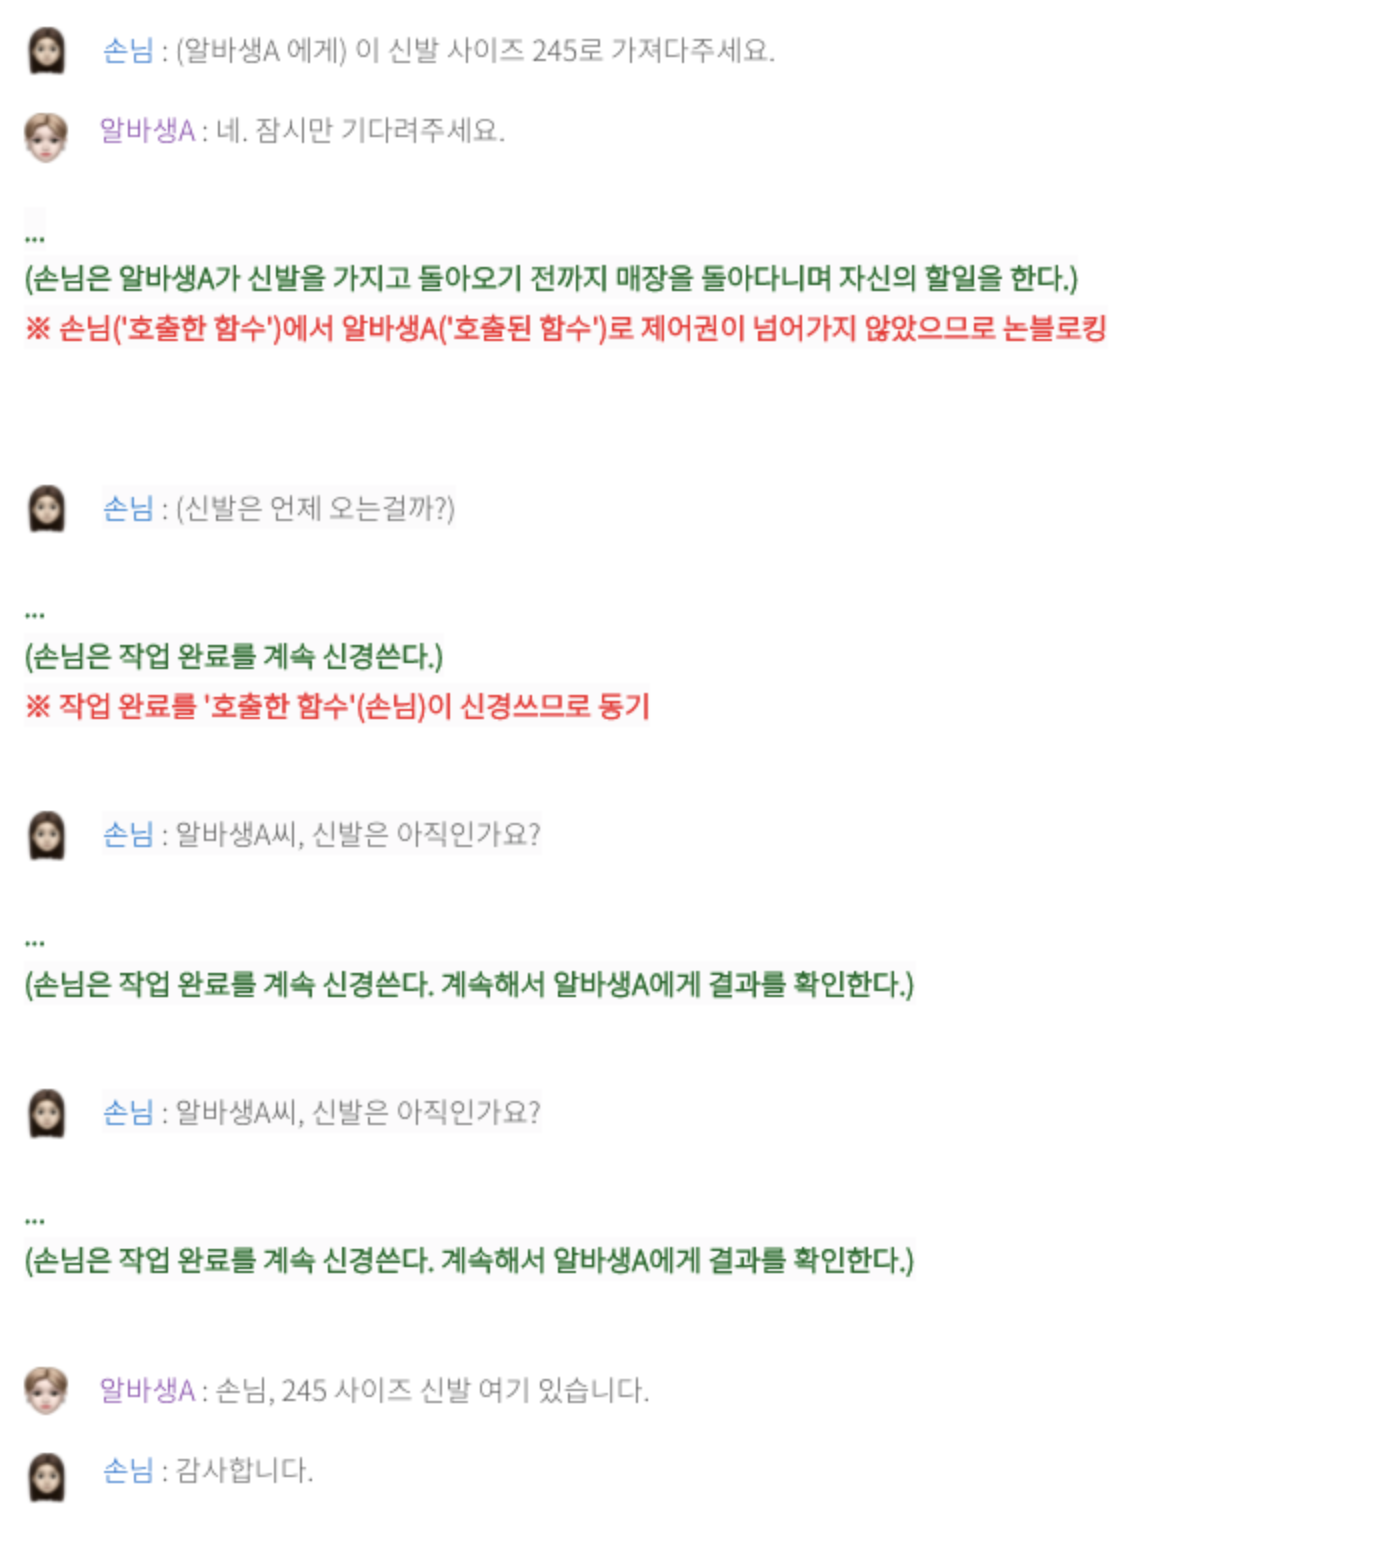 손님 : (알바생A 에게) 이 신발 사이즈 245로 가져다주세요.
알바생A : 네. 잠시만 기다려주세요.
...
(손님은 알바생A가 신발을 가지고 돌아오기 전까지 매장을 돌아다니며 자신의 할일을 한다.)
※ 손님('호출한 함수')에서 알바생A('호출된 함수')로 제어권이 넘어가지 않았으므로 논블로킹
손님 : (신발은 언제 오는걸까?)
...
(손님은 작업 완료를 계속 신경쓴다.)
※ 작업 완료를 '호출한 함수'(손님)이 신경쓰므로 동기
손님 : 알바생A씨, 신발은 아직인가요?
...
(손님은 작업 완료를 계속 신경쓴다. 계속해서 알바생A에게 결과를 확인한다.)
손님 : 알바생A씨, 신발은 아직인가요?
...
(손님은 작업 완료를 계속 신경쓴다. 계속해서 알바생A에게 결과를 확인한다.)
알바생A : 손님, 245 사이즈 신발 여기 있습니다.
손님 : 감사합니다.